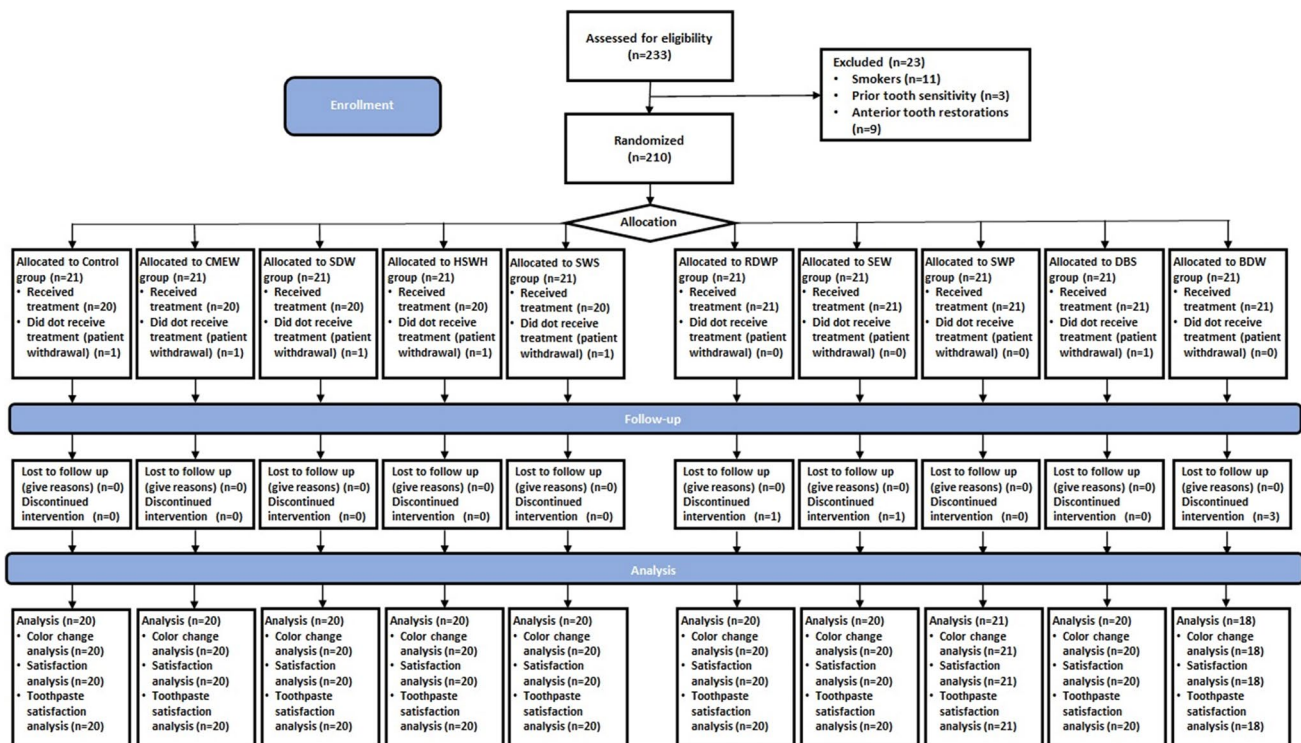 Assessed for eligibility
(n=233)
Excluded (n=23)
• Smokers (n=11)
• Prior tooth sensitivity (n=3)
• Anterior tooth restorations
(n=9)
Enrollment
Randomized
(n=210)
Allocation
Allocated to Control
group (n=21)
• Received
treatment (n=20)
• Did dot receive
treatment (patient
withdrawal) (n=1)
Allocated to CMEW
group (n=21)
• Received
treatment (n=20)
• Did dot receive
treatment (patient
withdrawal) (n=1)
Allocated to SDW
group (n=21)
• Received
treatment (n=20)
• Did dot receive
treatment (patient
withdrawal) (n=1)
Allocated to HSWH
group (n=21)
• Received
treatment (n=20)
• Did dot receive
treatment (patient
withdrawal) (n=1)
Allocated to SWS
group (n=21)
• Received
treatment (n=20)
• Did dot receive
treatment (patient
withdrawal) (n=1)
Allocated to RDWP
group (n=21)
• Received
treatment (n=21)
• Did dot receive
treatment (patient
withdrawal) (n=0)
Allocated to SEW
group (n=21)
• Received
treatment (n=21)
• Did dot receive
treatment (patient
withdrawal) (n=0)
Allocated to SWP
group (n=21)
• Received
treatment (n=21)
• Did dot receive
treatment (patient
withdrawal) (n=0)
Allocated to DBS
group (n=21)
• Received
treatment (n=21)
• Did dot receive
treatment (patient
withdrawal) (n=1)
Allocated to BDW
group (n=21)
• Received
treatment (n=21)
• Did dot receive
treatment (patient
withdrawal) (n=0)
Follow-up
Lost to follow up
(give reasons) (n=0)
Discontinued
intervention (n=0)
Lost to follow up
(give reasons) (n=0)
Discontinued
intervention (n=0)
Lost to follow up
(give reasons) (n=0)
Discontinued
intervention (n=0)
Lost to follow up
(give reasons) (n=0)
Discontinued
intervention (n=0)
Lost to follow up
(give reasons) (n=0)
Discontinued
intervention (n=0)
Lost to follow up
(give reasons) (n=0)
Discontinued
intervention (n=1)
Lost to follow up
(give reasons) (n=0)
Discontinued
intervention (n=1)
Lost to follow up
(give reasons) (n=0)
Discontinued
intervention (n=0)
Lost to follow up
(give reasons) (n=0)
Discontinued
intervention (n=0)
Lost to follow up
(give reasons) (n=0)
Discontinued
intervention (n=3)
Analysis
Analysis (n=20)
• Color change
analysis (n=20)
• Satisfaction
analysis (n=20)
• Toothpaste
satisfaction
analysis (n=20)
Analysis (n=20)
• Color change
analysis (n=20)
• Satisfaction
analysis (n=20)
• Toothpaste
satisfaction
analysis (n=20)
Analysis (n=20)
• Color change
analysis (n=20)
• Satisfaction
analysis (n=20)
• Toothpaste
satisfaction
analysis (n=20)
Analysis (n=20)
• Color change
analysis (n=20)
• Satisfaction
analysis (n=20)
• Toothpaste
satisfaction
analysis (n=20)
Analysis (n=20)
• Color change
analysis (n=20)
• Satisfaction
analysis (n=20)
• Toothpaste
satisfaction
analysis (n=20)
Analysis (n=20)
• Color change
analysis (n=20)
• Satisfaction
analysis (n=20)
• Toothpaste
satisfaction
analysis (n=20)
Analysis (n=20)
• Color change
analysis (n=20)
• Satisfaction
analysis (n=20)
• Toothpaste
satisfaction
analysis (n=20)
Analysis (n=21)
• Color change
analysis (n=21)
• Satisfaction
analysis (n=21)
• Toothpaste
satisfaction
analysis (n=21)
Analysis (n=20)
• Color change
analysis (n=20)
• Satisfaction
analysis (n=20)
• Toothpaste
satisfaction
analysis (n=20)
Analysis (n=18)
• Color change
analysis (n=18)
• Satisfaction
analysis (n=18)
• Toothpaste
satisfaction
analysis (n=18)